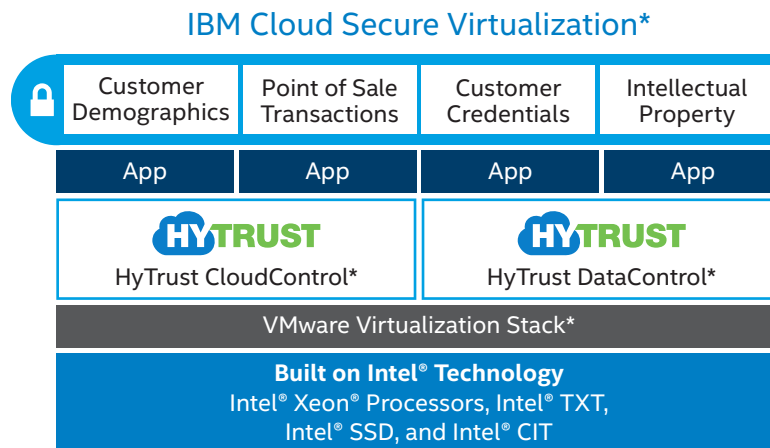 IBM Cloud Secure Virtualization*
Customer
Demographics
Point of Sale
Transactions
Customer
Credentials
Intellectual
Property
App
App
App
App
HYTRUST
HyTrust CloudControl*
HYTRUST
HyTrust DataControl*
VMware Virtualization Stack*
Built on Intel® Technology
Intel® Xeon® Processors, Intel® TXT,
Intel® SSD, and Intel® CIT